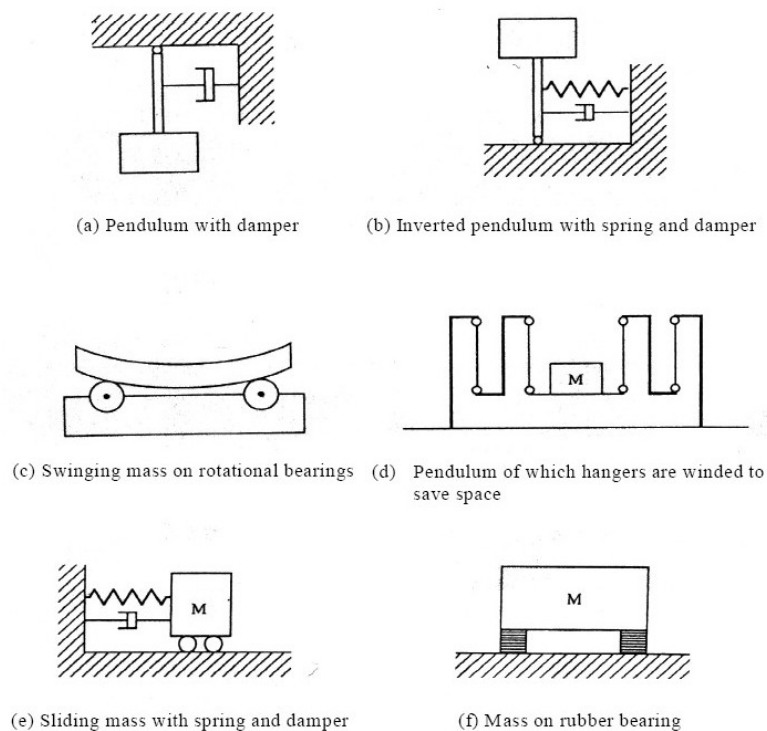 (a) Pendulum with damper
(b) Inverted pendulum with spring and damper
M
(c) Swinging mass on rotational bearings
(d) Pendulum of which hangers are winded to
save space
M
M
(e) Sliding mass with spring and damper
(f) Mass on rubber bearing